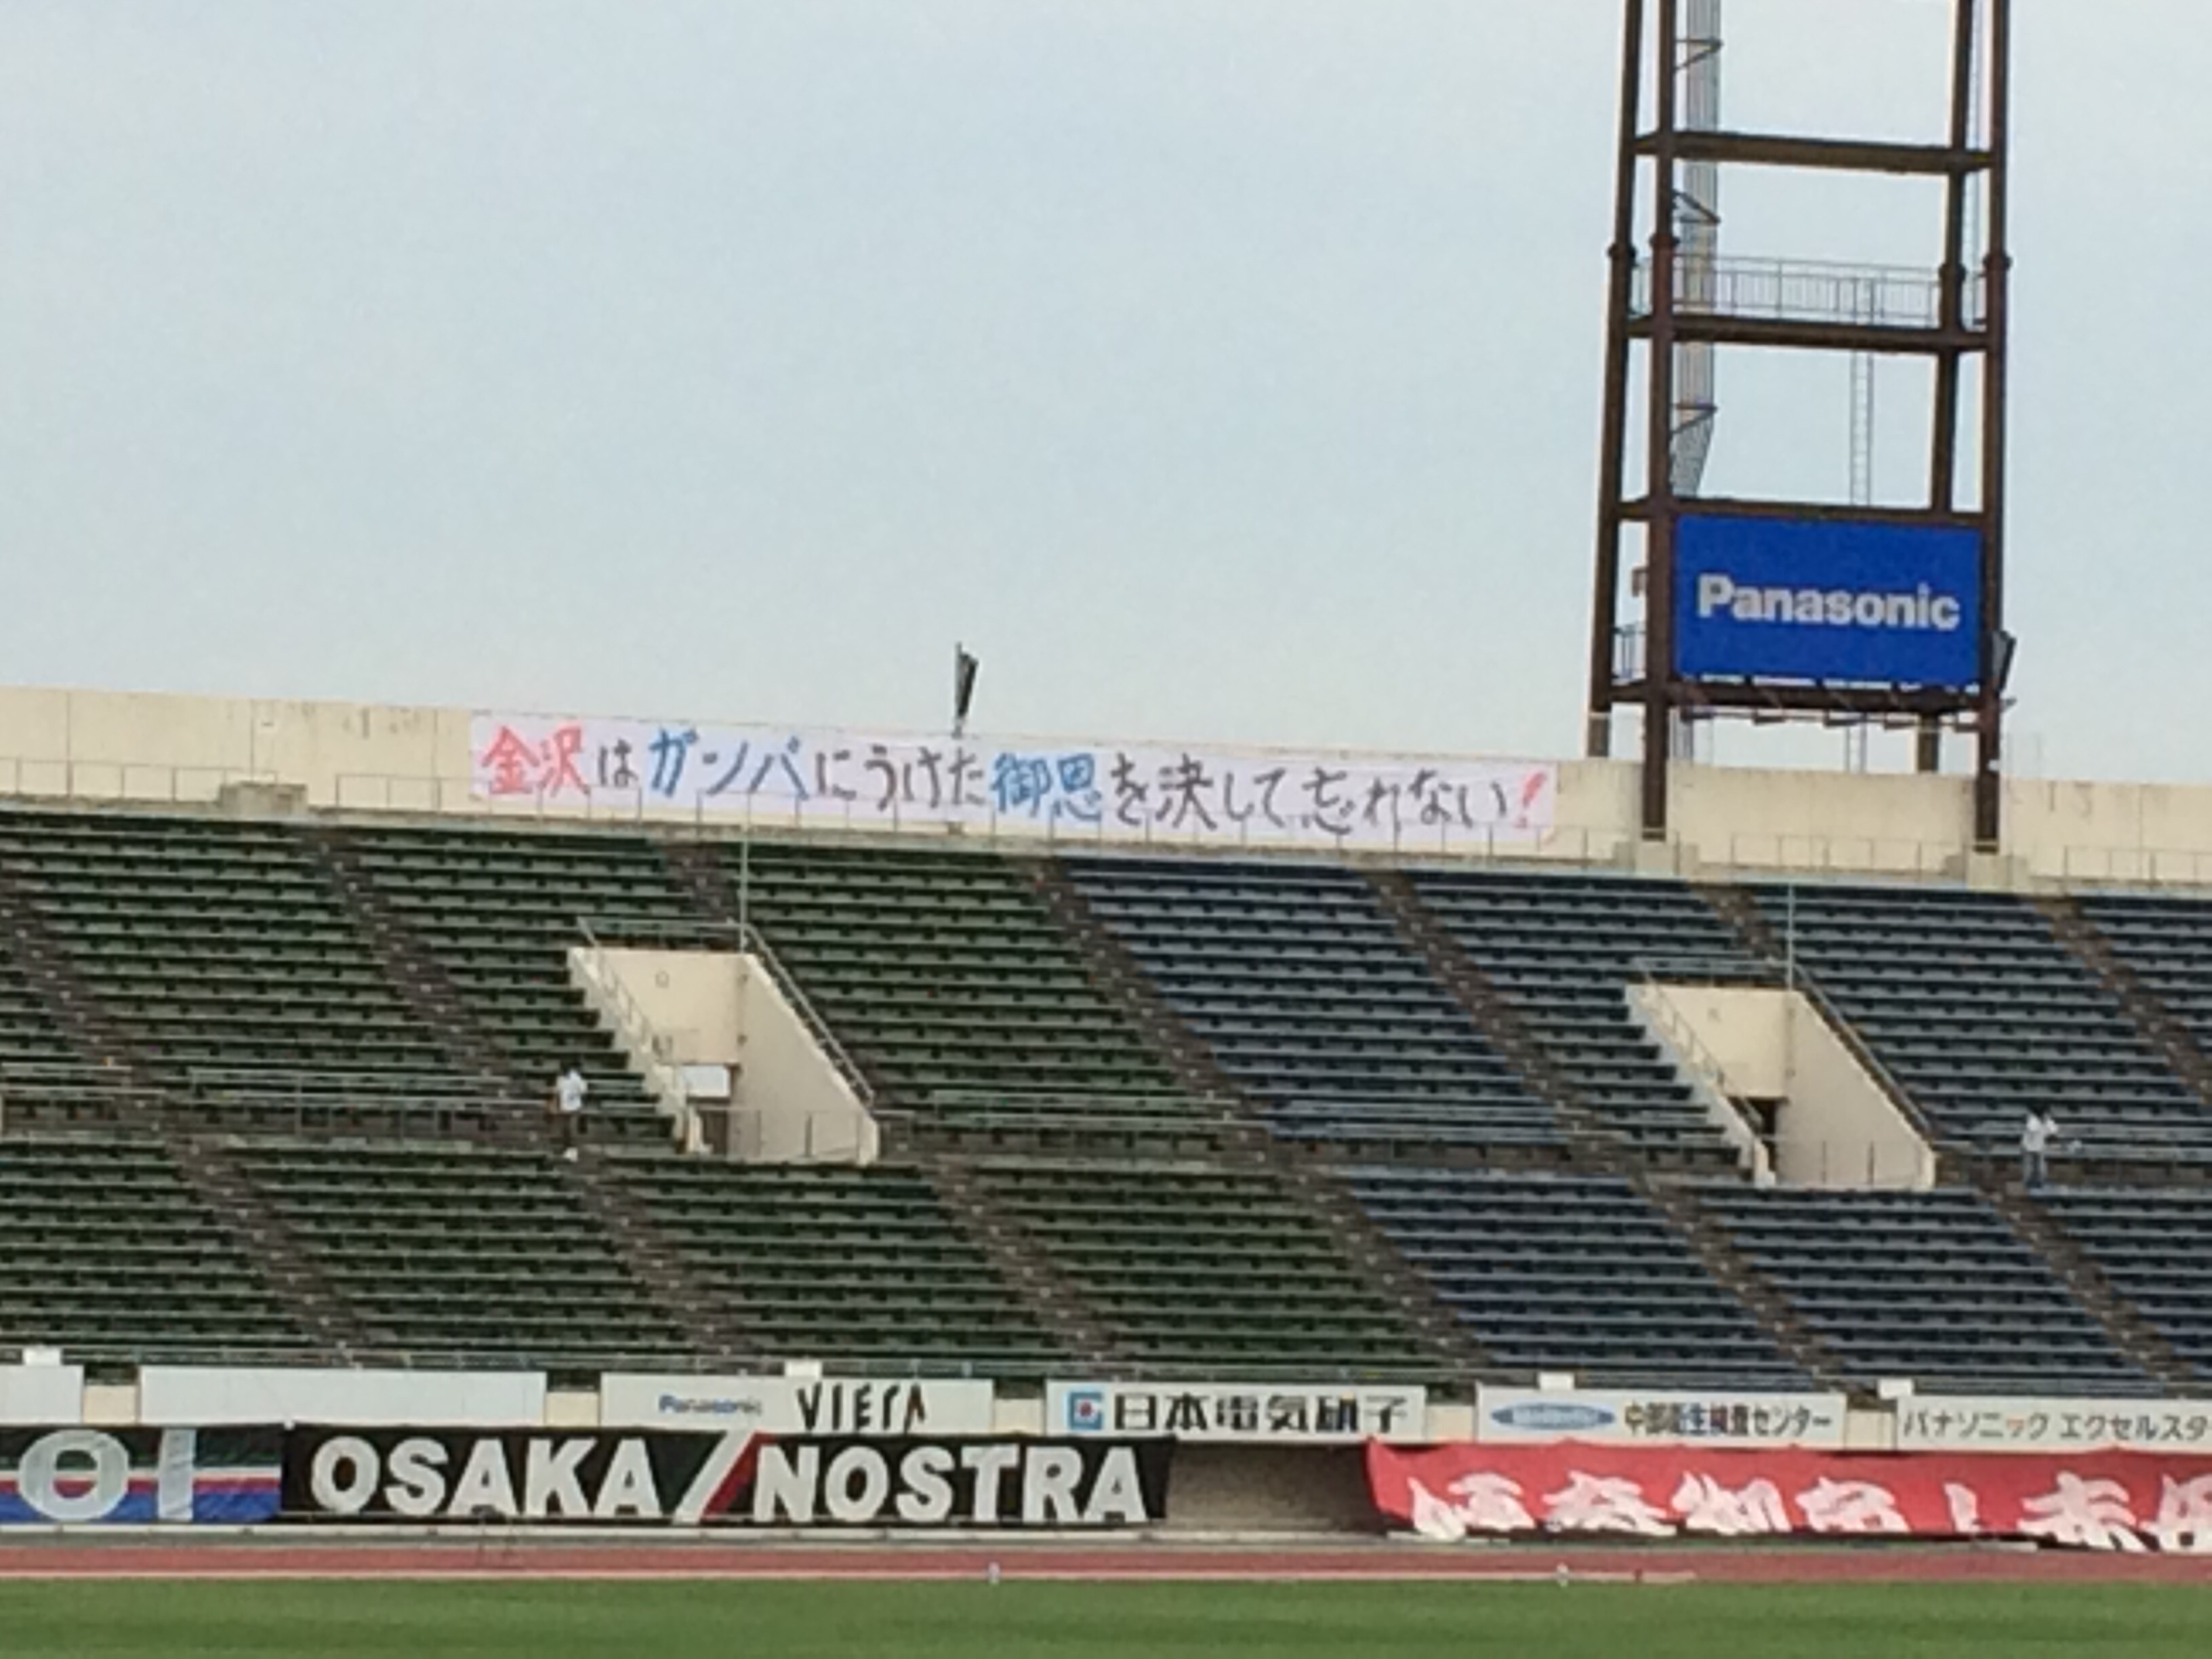 Panasonic
金沢はガンバにうけた御恩を決して忘れない!
Panasonic VIERA
日本電気硝子
中部衛生検査センター
パナソニック エクセルスタ
OI
OSAKA NOSTRA